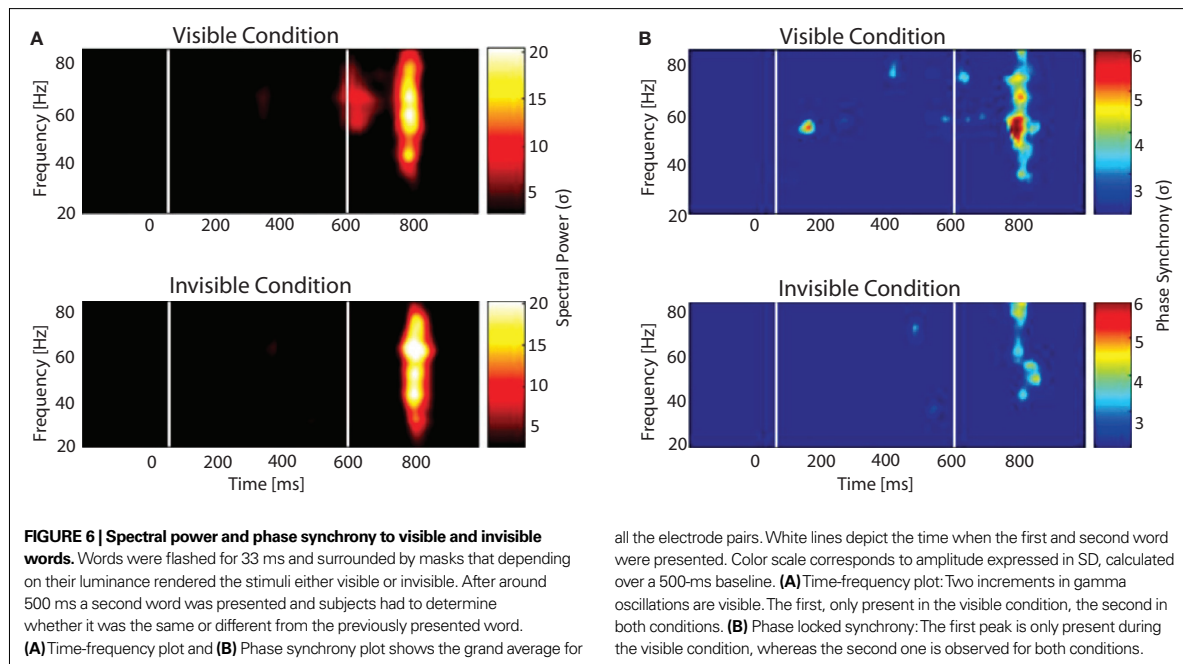 A
Visible Condition
Frequency [Hz]
80
60
40
20
0 200 400 600 800
20
15
10
5
Invisible Condition
Frequency [Hz]
80
60
40
20
0 200 400 600 800
Time [ms]
20
15
10
5
Spectral Power (σ)
B
Visible Condition
Frequency [Hz]
80
60
40
20
0 200 400 600 800
6
5
4
3
Invisible Condition
Frequency [Hz]
80
60
40
20
0 200 400 600 800
Time [ms]
6
5
4
3
Phase Synchrony (σ)
FIGURE 6 | Spectral power and phase synchrony to visible and invisible
words. Words were flashed for 33 ms and surrounded by masks that depending
on their luminance rendered the stimuli either visible or invisible. After around
500 ms a second word was presented and subjects had to determine
whether it was the same or different from the previously presented word.
(A) Time-frequency plot and (B) Phase synchrony plot shows the grand average for
all the electrode pairs. White lines depict the time when the first and second word
were presented. Color scale corresponds to amplitude expressed in SD, calculated
over a 500-ms baseline. (A) Time-frequency plot: Two increments in gamma
oscillations are visible. The first, only present in the visible condition, the second in
both conditions. (B) Phase locked synchrony: The first peak is only present during
the visible condition, whereas the second one is observed for both conditions.